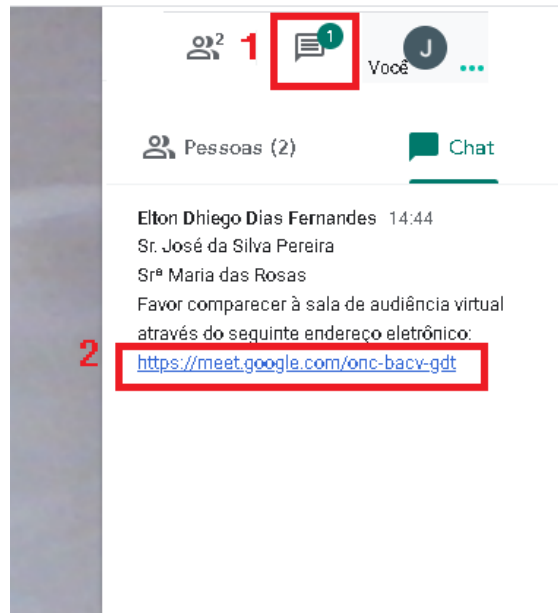 2 1 1 Você J
Pessoas (2) Chat
Elton Dhiego Dias Fernandes 14:44
Sr. José da Silva Pereira
Srª Maria das Rosas
Favor comparecer à sala de audiência virtual
através do seguinte endereço eletrônico:
2 https://meet.google.com/onc-bacv-gdt